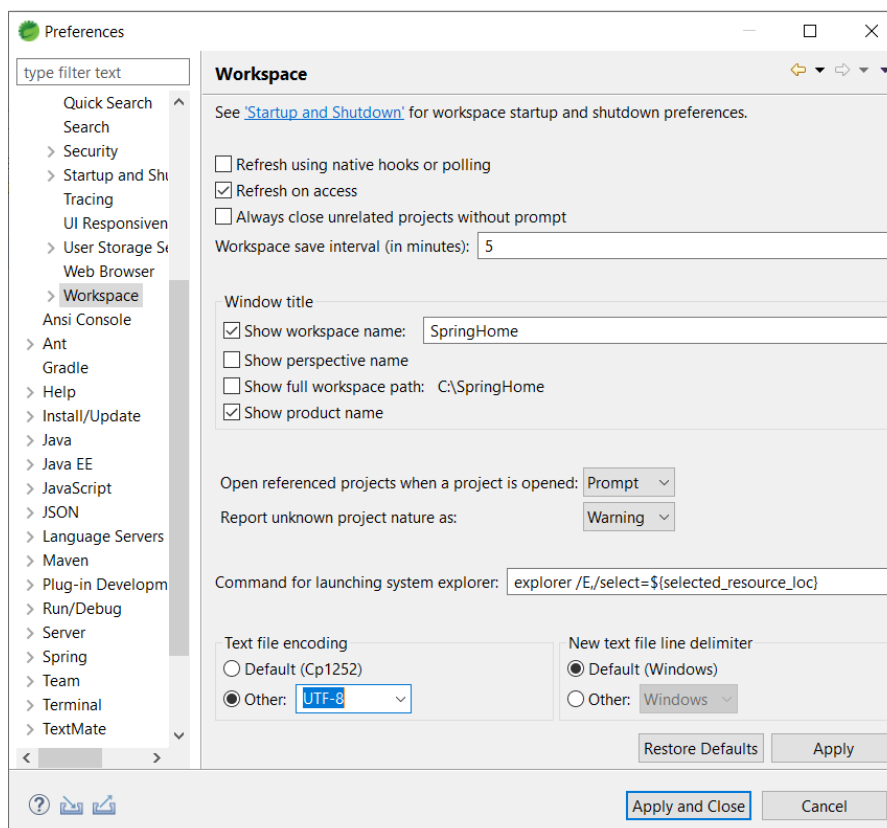 Preferences
type filter text
Quick Search
Search
Security
Startup and Shu
Tracing
UI Responsiven
User Storage Se
Web Browser
Workspace
Ansi Console
Ant
Gradle
Help
Install/Update
Java
Java EE
JavaScript
JSON
Language Servers
Maven
Plug-in Developm
Run/Debug
Server
Spring
Team
Terminal
TextMate
Workspace
See 'Startup and Shutdown' for workspace startup and shutdown preferences.
Refresh using native hooks or polling
Refresh on access
Always close unrelated projects without prompt
Workspace save interval (in minutes): 5
Window title
Show workspace name: SpringHome
Show perspective name
Show full workspace path: C:\SpringHome
Show product name
Open referenced projects when a project is opened: Prompt
Report unknown project nature as: Warning
Command for launching system explorer: explorer /E,/select=${selected_resource_loc}
Text file encoding
Default (Cp1252)
Other: UTF-8
New text file line delimiter
Default (Windows)
Other: Windows
Restore Defaults Apply
? Apply and Close Cancel